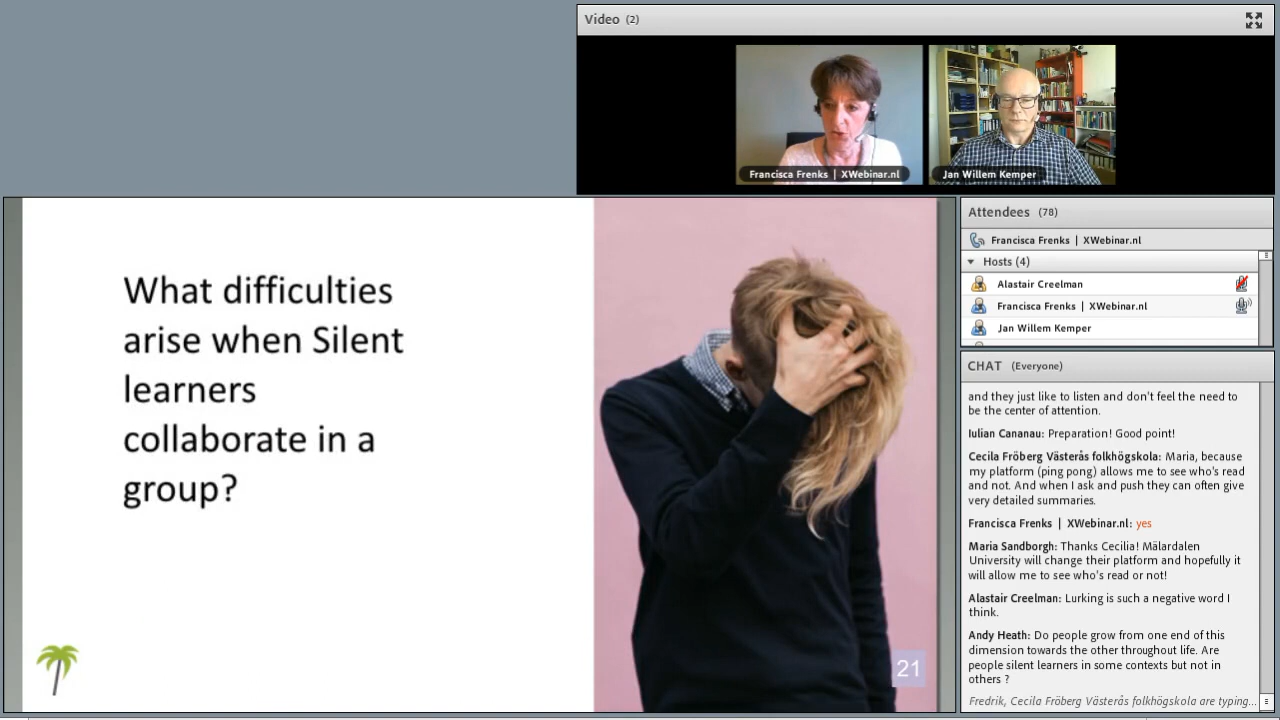 Video (2)
Francisca Frenks | XWebinar.nl
Jan Willem Kemper
What difficulties
arise when Silent
learners
collaborate in a
group?
21
Attendees (78)
Francisca Frenks | XWebinar.nl
Hosts (4)
Alastair Creelman
Francisca Frenks | XWebinar.nl
Jan Willem Kemper
CHAT (Everyone)
and they just like to listen and don't feel the need to
be the center of attention.
Iulian Cananau: Preparation! Good point!
Cecila Fröberg Västerås folkhögskola: Maria, because
my platform (ping pong) allows me to see who's read
and not. And when I ask and push they can often give
very detailed summaries.
Francisca Frenks | XWebinar.nl: yes
Maria Sandborgh: Thanks Cecilia! Mälardalen
University will change their platform and hopefully it
will allow me to see who's read or not!
Alastair Creelman: Lurking is such a negative word I
think.
Andy Heath: Do people grow from one end of this
dimension towards the other throughout life. Are
people silent learners in some contexts but not in
others ?
Fredrik, Cecila Fröberg Västerås folkhögskola are typing...